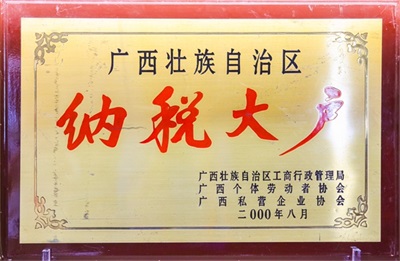 广西壮族自治区
纳税大户
广西壮族自治区工商行政管理局
广西个体劳动者协会
广西私营企业协会
二000年八月